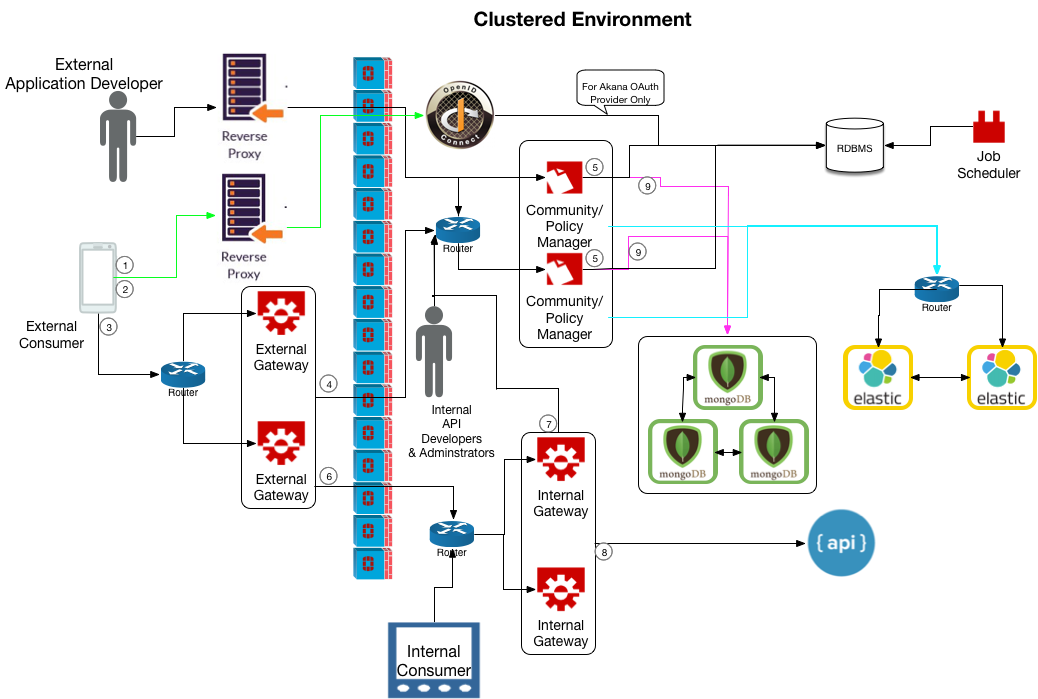 Clustered Environment
External
Application Developer
Reverse
Proxy
OpenID
Connect
For Akana OAuth
Provider Only
RDBMS
Job
Scheduler
5
9
Community/
Policy
Manager
Router
Reverse
Proxy
1
2
3
External
Consumer
Router
External
Gateway
4
External
Gateway
6
9
5
Community/
Policy
Manager
Router
elastic
elastic
mongoDB
mongoDB
mongoDB
Internal
API
Developers
& Adminstrators
7
Internal
Gateway
Router
8
{ api }
Internal
Gateway
Internal
Consumer